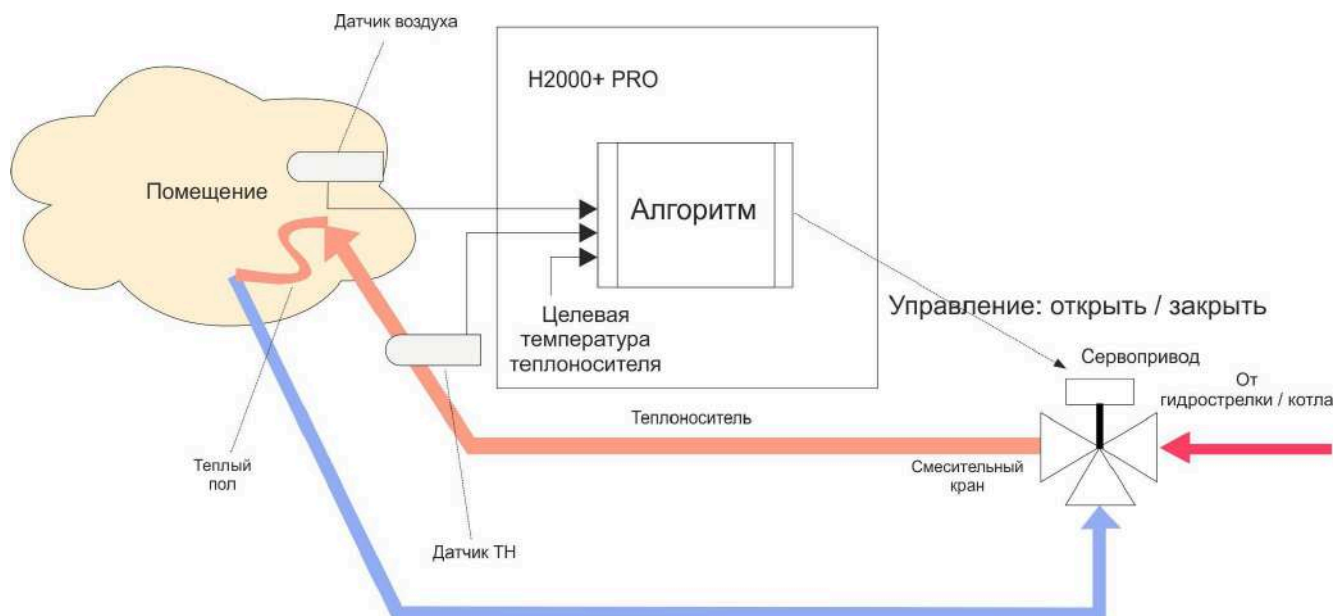 Датчик воздуха
H2000+ PRO
Помещение
Алгоритм
Целевая
температура
теплоносителя
Управление: открыть / закрыть
Сервопривод
От
гидрострелки / котла
Теплоноситель
Смесительный
кран
Теплый
пол
Датчик ТН